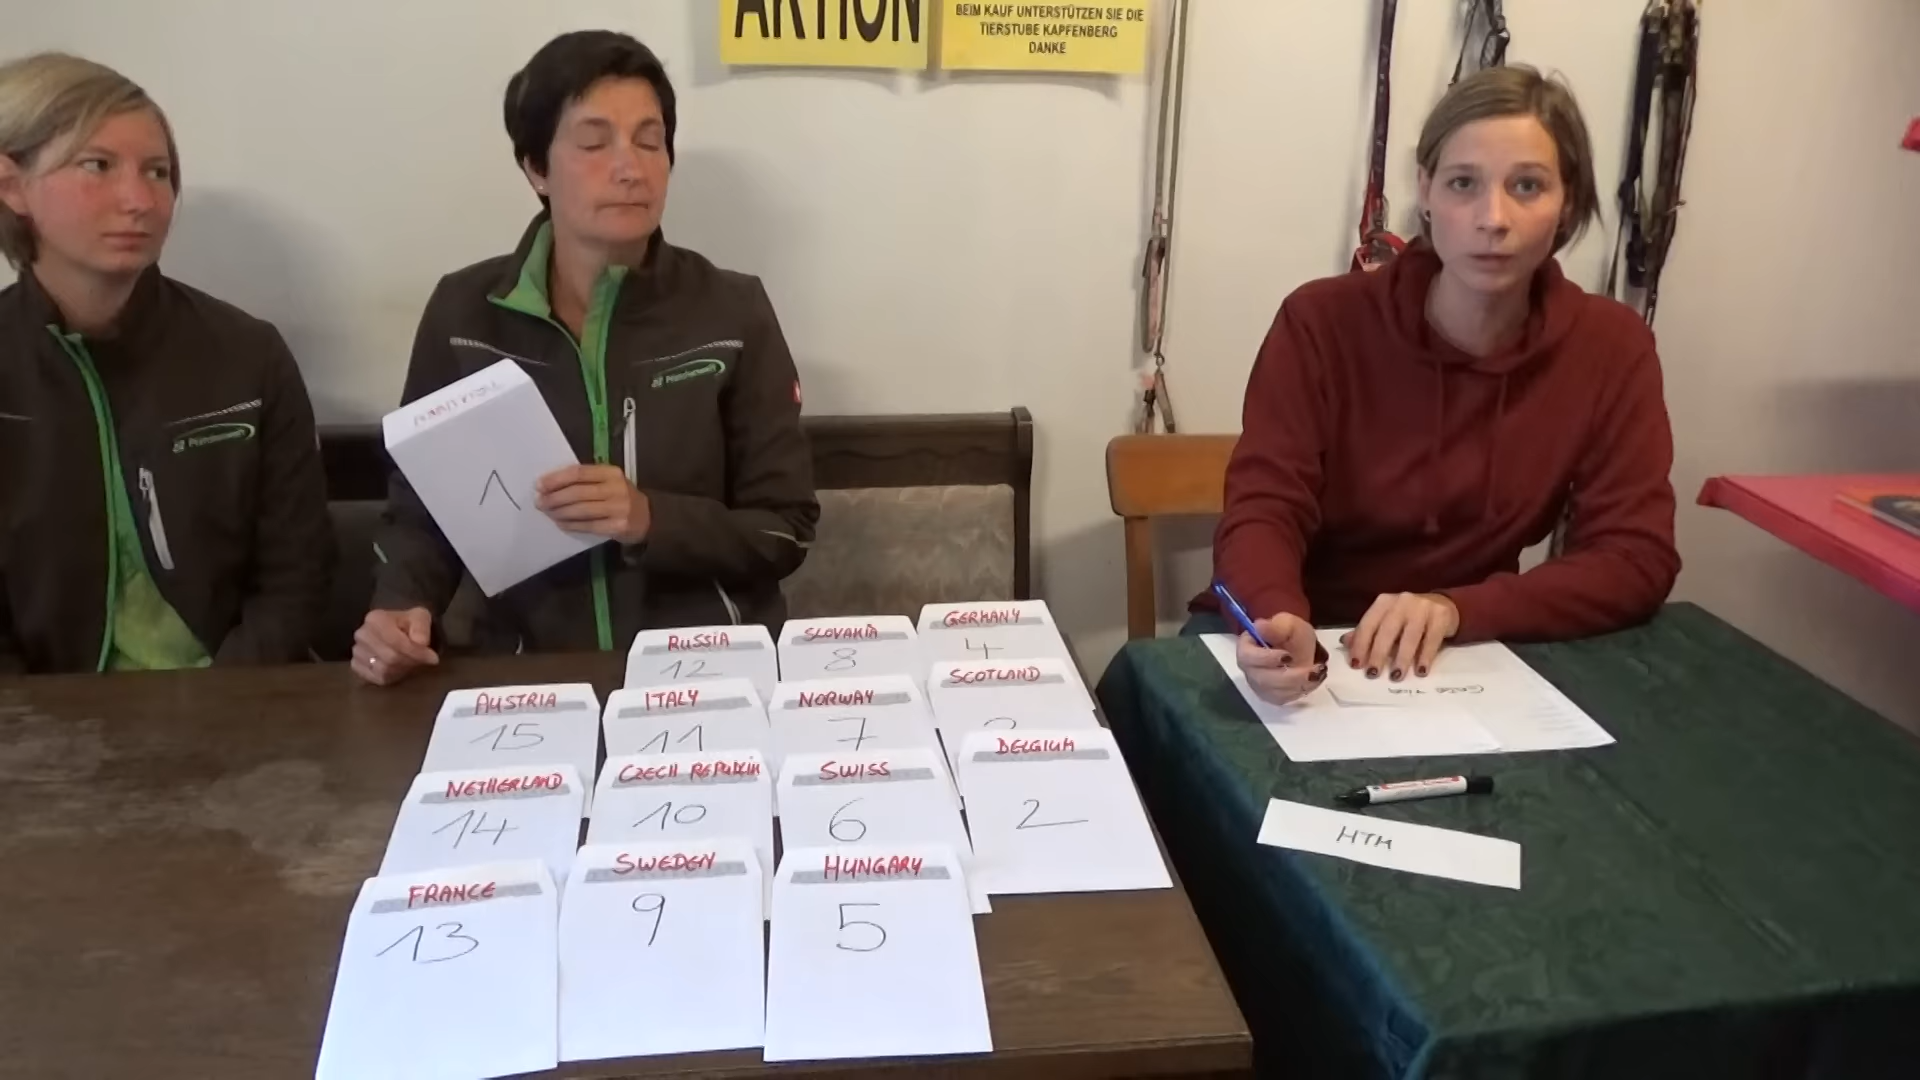 AKTION
BEIM KAUF UNTERSTÜTZEN SIE DIE
TIERSTUBE KAPFENBERG
DANKE
1
RUSSIA
12
SLOVAKIA
8
GERMANY
4
SCOTLAND
AUSTRIA
15
ITALY
11
NORWAY
7
BELGIUM
2
NETHERLAND
14
CZECH REPUBLIK
10
SWISS
6
FRANCE
13
SWEDEN
9
HUNGARY
5
HTM